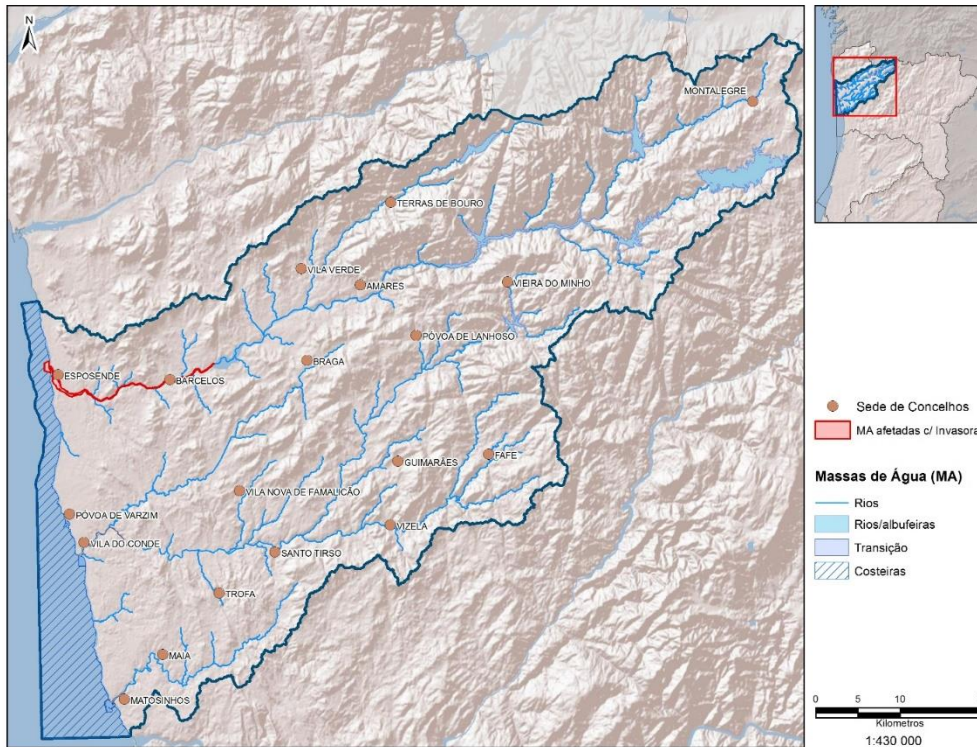 N
MONTALEGRE
TERRAS DE BOURO
VILA VERDE
AMARES
VIEIRA DO MINHO
PÓVOA DE LANHOSO
BRAGA
ESPOSENDE
BARCELOS
GUIMARÃES
FAFE
VILA NOVA DE FAMALICÃO
PÓVOA DE VARZIM
VIZELA
VILA DO CONDE
SANTO TIRSO
TROFA
MAIA
MATOSINHOS
Sede de Concelhos
MA afetadas c/ Invasora
Massas de Água (MA)
Rios
Rios/albufeiras
Transição
Costeiras
0 5 10
Kilometros
1:430 000